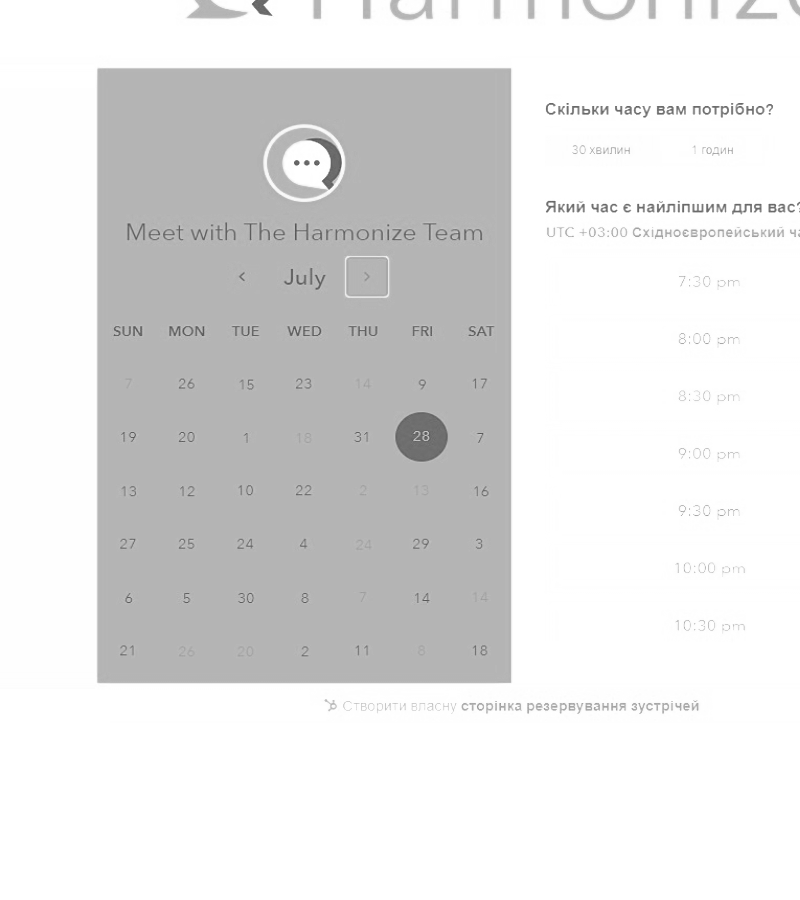 Harmonize
Meet with The Harmonize Team
July
SUN MON TUE WED THU FRI SAT
7 26 15 23 14 9 17
19 20 1 18 31 28 7
13 12 10 22 2 13 16
27 25 24 4 24 29 3
6 5 30 8 7 14 14
21 26 20 2 11 8 18
Скільки часу вам потрібно?
30 хвилин 1 годин
Який час є найліпшим для вас?
UTC +03:00 Східноєвропейський
7:30 pm
8:00 pm
8:30 pm
9:00 pm
9:30 pm
10:00 pm
10:30 pm
Створити власну сторінка резервування зустрічей